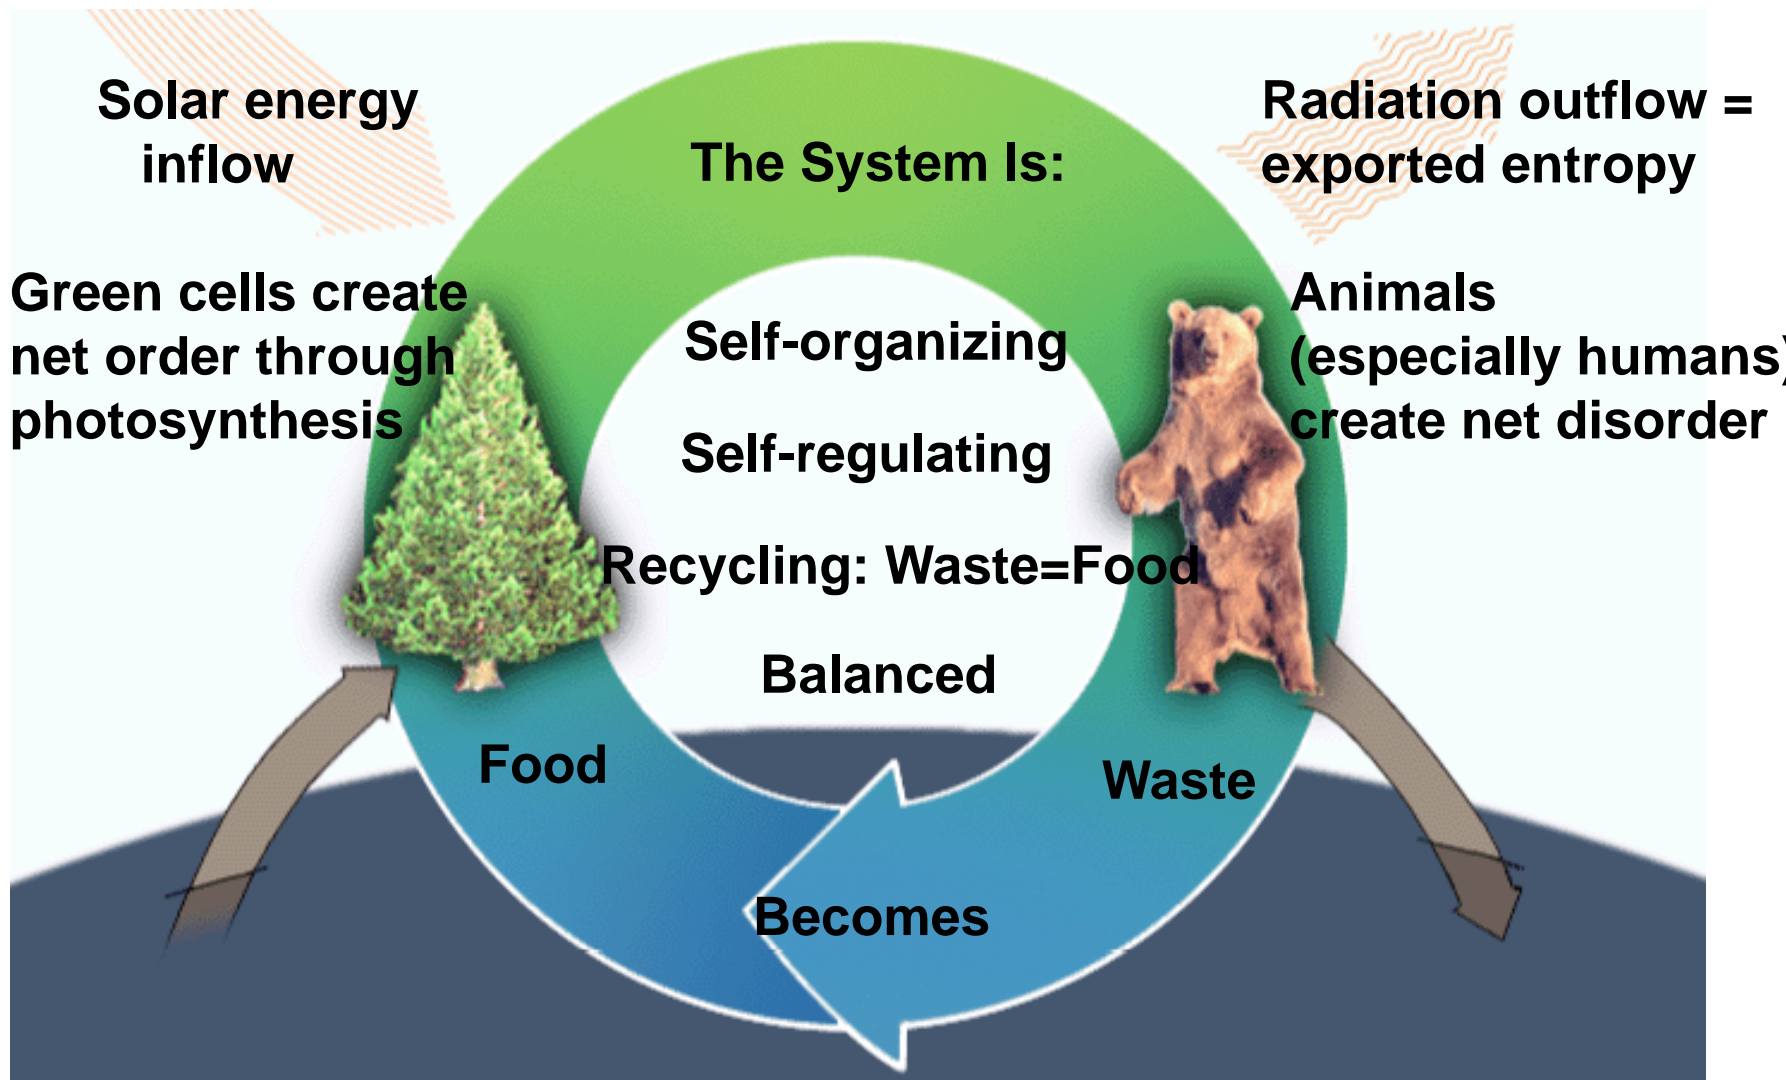 Solar energy
inflow
The System Is:
Radiation outflow =
exported entropy
Green cells create
net order through
photosynthesis
Self-organizing
Self-regulating
Recycling: Waste=Food
Balanced
Animals
(especially humans)
create net disorder
Food
Waste
Becomes